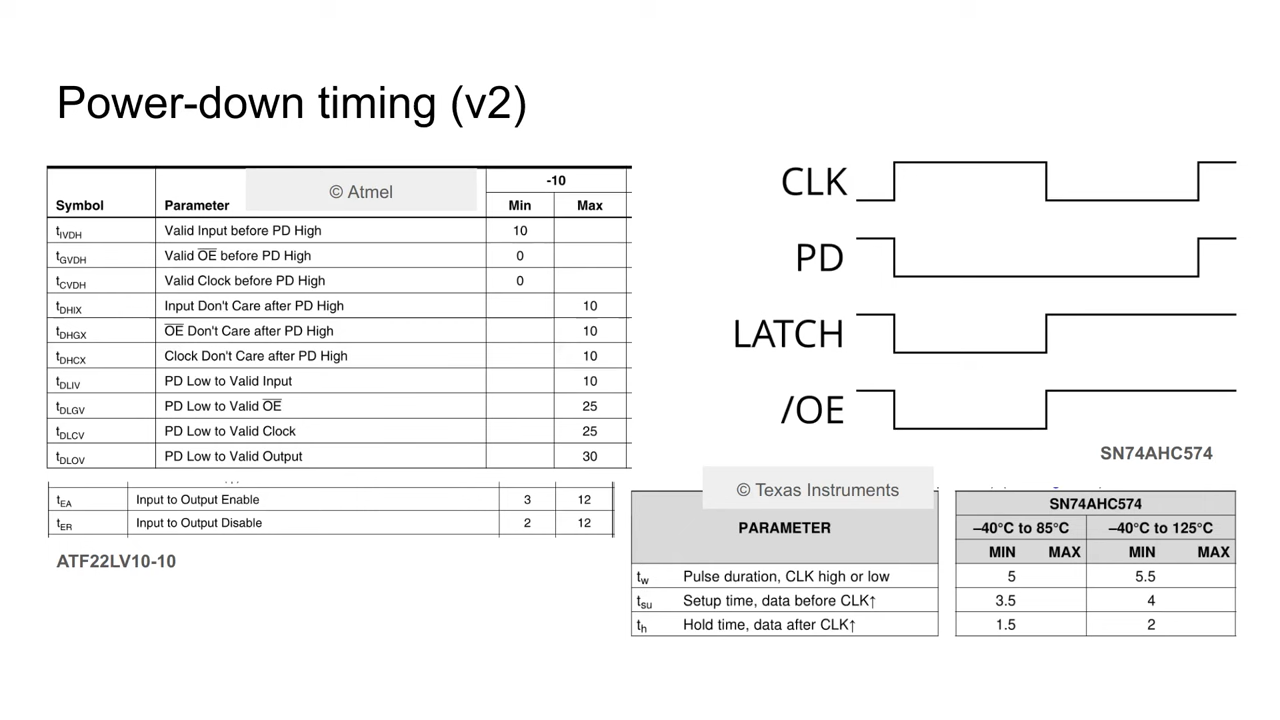 Power-down timing (v2)
© Atmel
-10
Symbol Parameter Min Max
tIVDH Valid Input before PD High 10
tGVDH Valid O̅E̅ before PD High 0
tCVDH Valid Clock before PD High 0
tDHIX Input Don't Care after PD High 10
tDHGX O̅E̅ Don't Care after PD High 10
tDHCX Clock Don't Care after PD High 10
tDLIV PD Low to Valid Input 10
tDLGV PD Low to Valid O̅E̅ 25
tDLCV PD Low to Valid Clock 25
tDLOV PD Low to Valid Output 30
tEA Input to Output Enable 3 12
tER Input to Output Disable 2 12
ATF22LV10-10
CLK
PD
LATCH
/OE
SN74AHC574
© Texas Instruments
PARAMETER
SN74AHC574
–40°C to 85°C –40°C to 125°C
MIN MAX MIN MAX
tw Pulse duration, CLK high or low 5 5.5
tsu Setup time, data before CLK↑ 3.5 4
th Hold time, data after CLK↑ 1.5 2